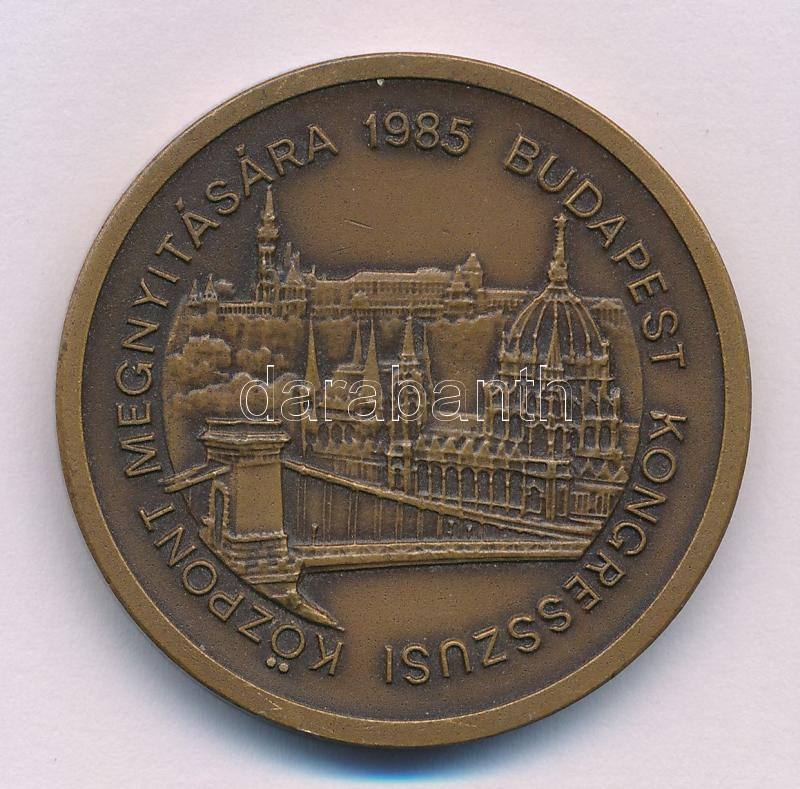 1985 BUDAPEST KONGRESSZUSI KÖZPONT MEGNYITÁSÁRA
darabanth